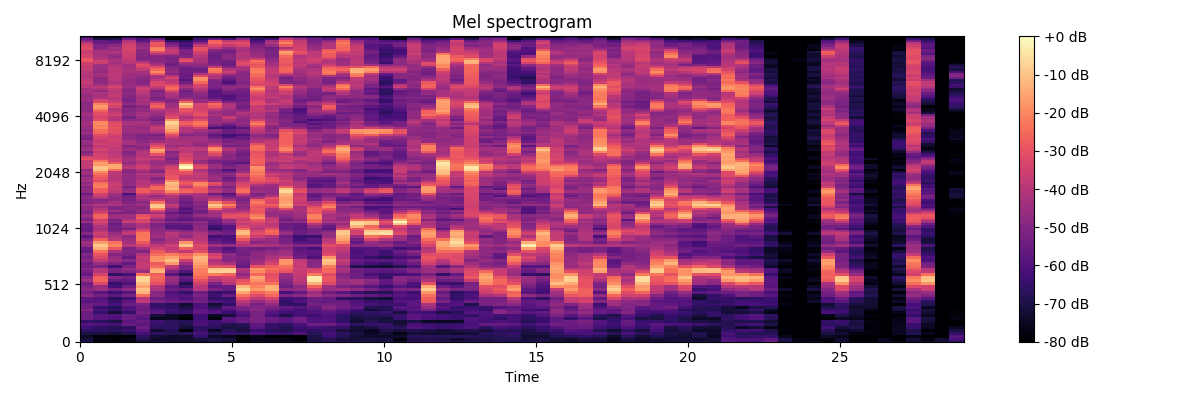 Mel spectrogram
Hz
8192
4096
2048
1024
512
0
0 5 10 15 20 25
Time
+0 dB
-10 dB
-20 dB
-30 dB
-40 dB
-50 dB
-60 dB
-70 dB
-80 dB